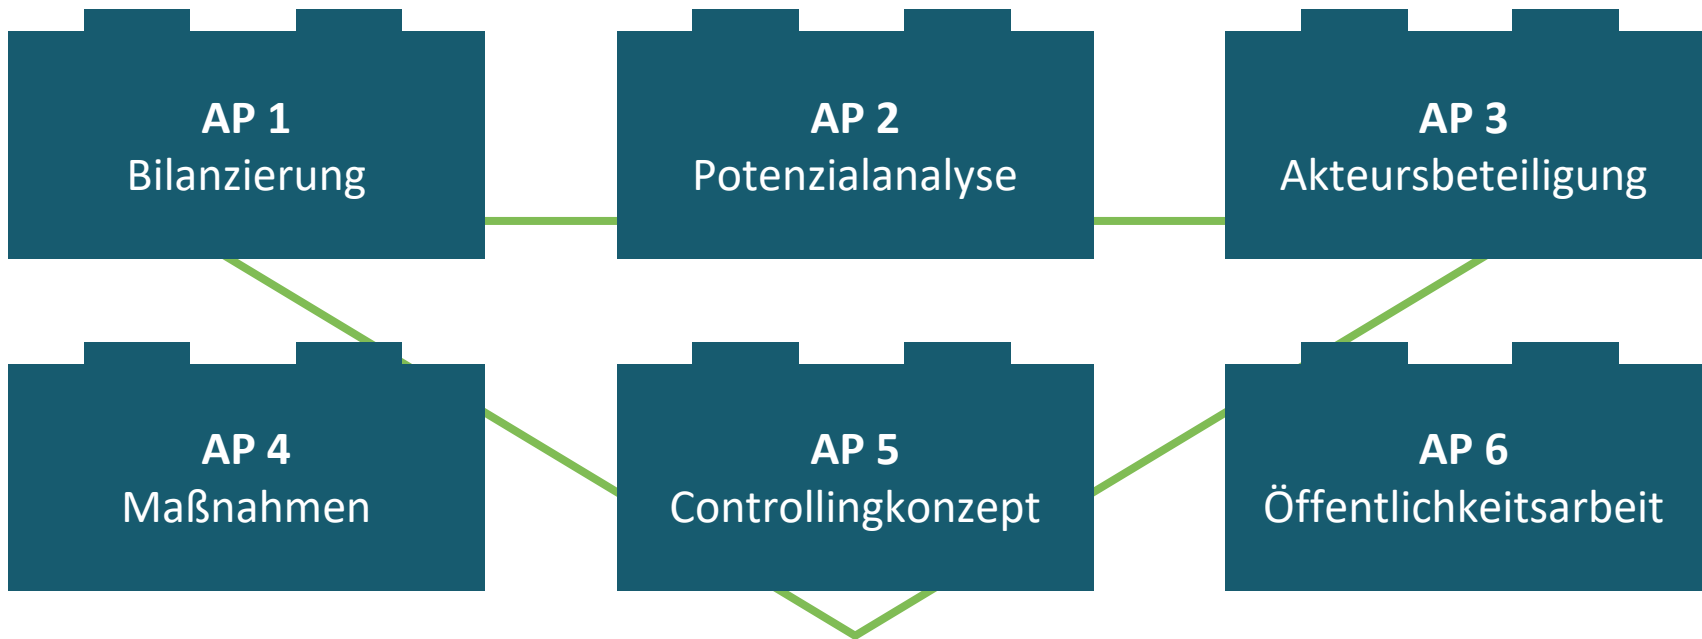 AP 1
Bilanzierung
AP 2
Potenzialanalyse
AP 3
Akteursbeteiligung
AP 4
Maßnahmen
AP 5
Controllingkonzept
AP 6
Öffentlichkeitsarbeit